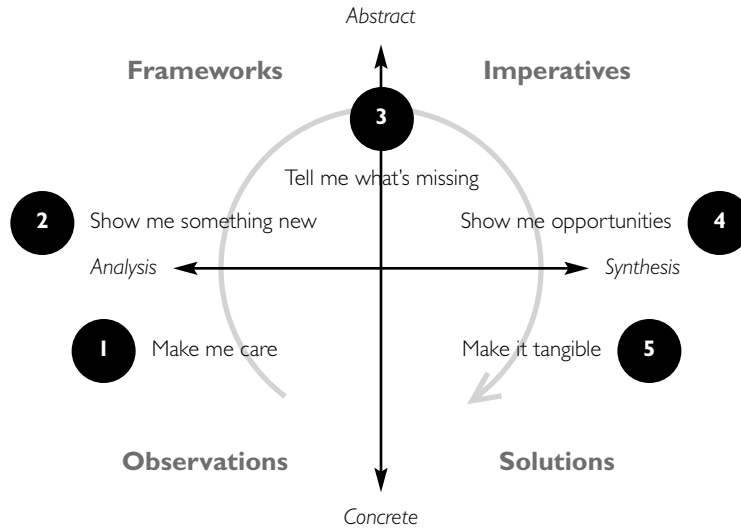 Abstract
Frameworks
Imperatives
3
Tell me what's missing
2
Show me something new
Show me opportunities
4
Analysis
Synthesis
1
Make me care
Make it tangible
5
Observations
Solutions
Concrete